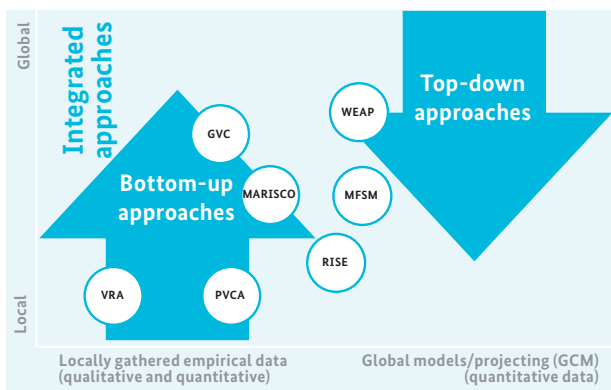 Global
Integrated
approaches
Top-down
approaches
WEAP
GVC
Bottom-up
approaches
MARISCO
MFSM
RISE
VRA
PVCA
Local
Locally gathered empirical data
(qualitative and quantitative)
Global models/projecting (GCM)
(quantitative data)